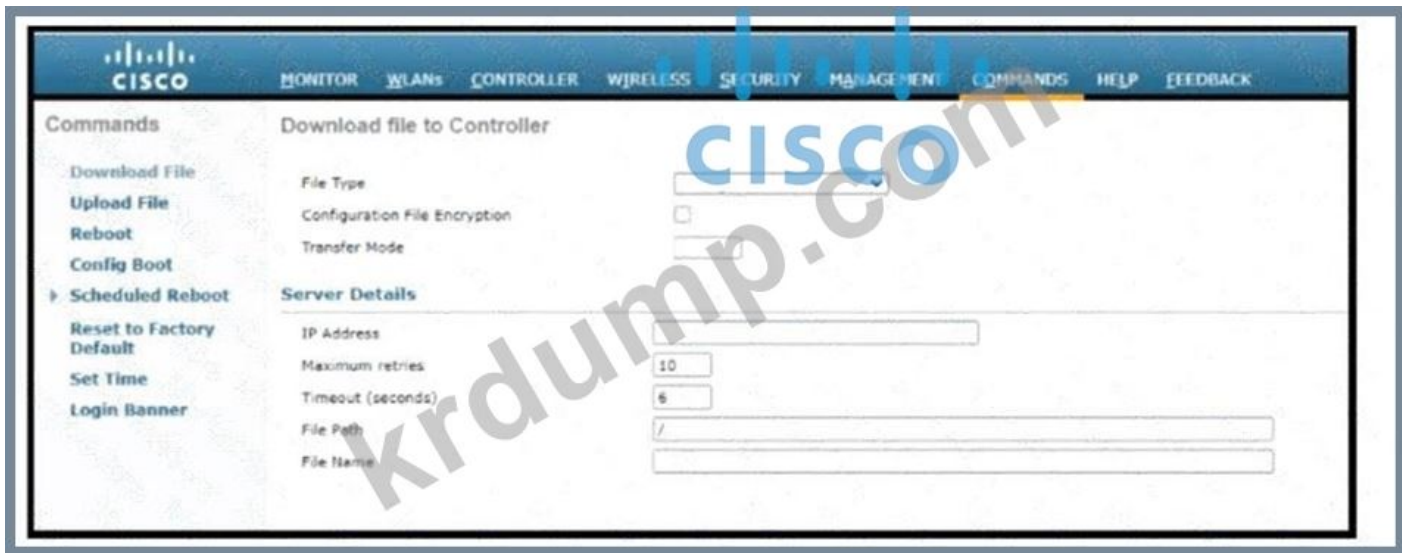 CISCO MONITOR WLANs CONTROLLER WIRELESS SECURITY MANAGEMENT COMMANDS HELP FEEDBACK
CISCO
krdump.com
Commands
Download File
Upload File
Reboot
Config Boot
Scheduled Reboot
Reset to Factory
Default
Set Time
Login Banner
Download file to Controller
File Type
Configuration File Encryption
Transfer Mode
Server Details
IP Address
Maximum retries 10
Timeout (seconds) 6
File Path /
File Name